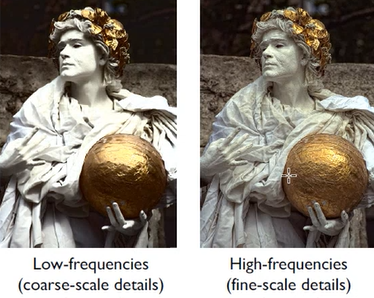 Low-frequencies
(coarse-scale details)
High-frequencies
(fine-scale details)